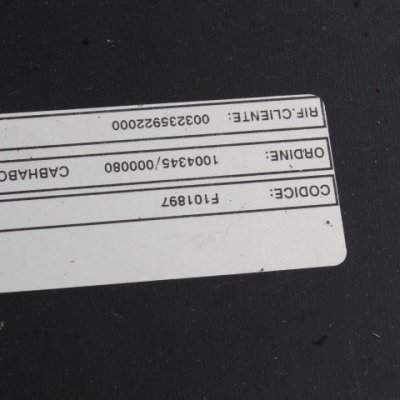 CODICE: F101897
ORDINE: 1004345/000080
RIF.CLIENTE: 003235922000